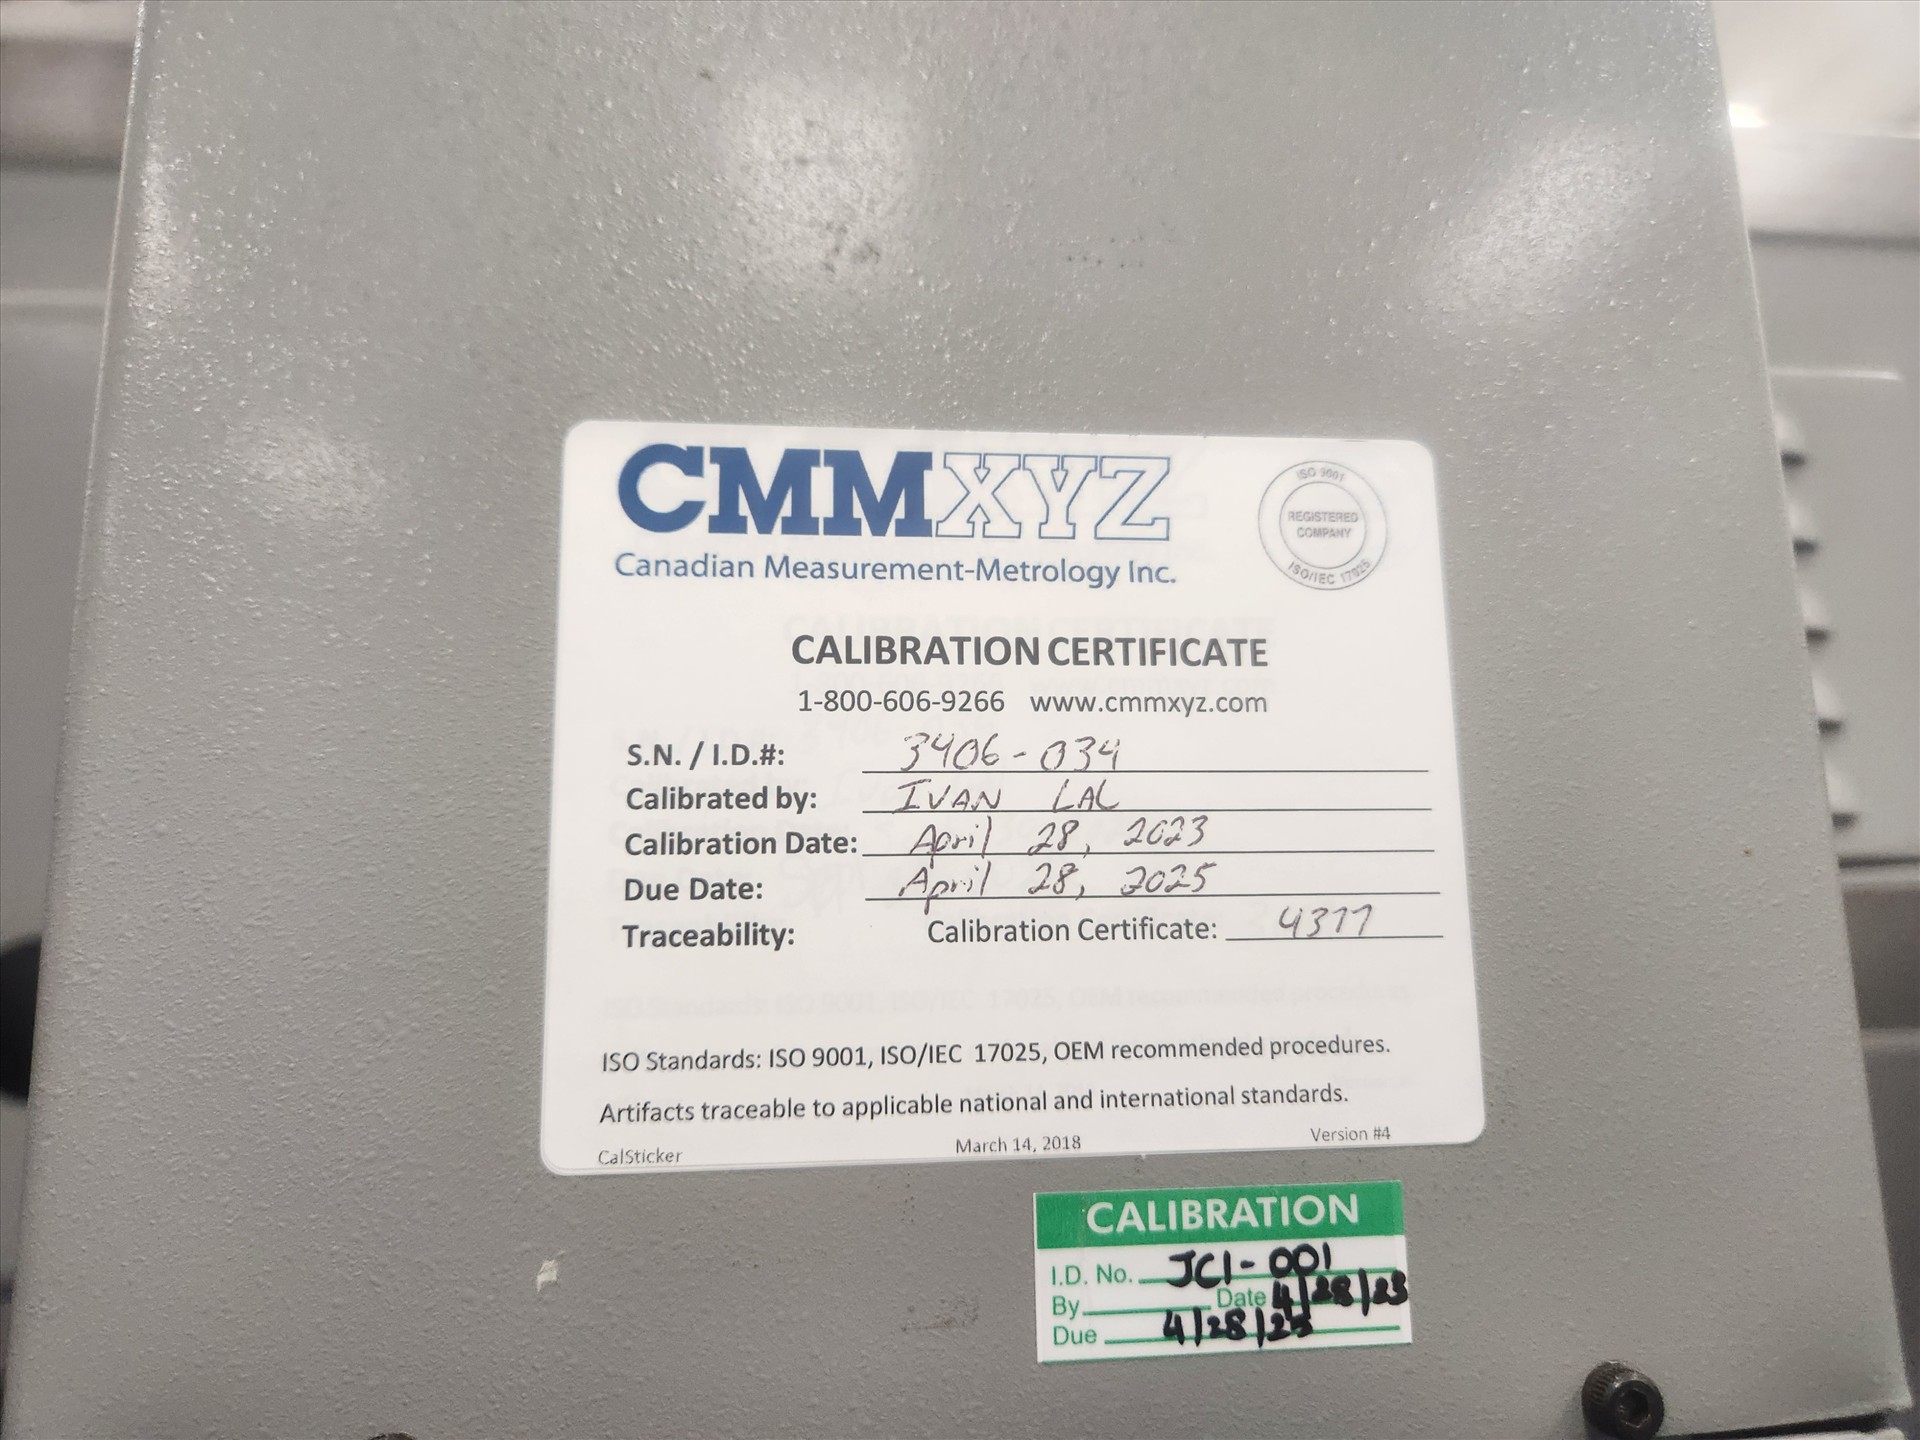 CMMXYZ
Canadian Measurement-Metrology Inc.
ISO 9001
REGISTERED
COMPANY
ISO/IEC 17025
CALIBRATION CERTIFICATE
1-800-606-9266 www.cmmxyz.com
S.N. / I.D.#: 3406-034
Calibrated by: IVAN LAL
Calibration Date: April 28, 2023
Due Date: April 28, 2025
Traceability: Calibration Certificate: 4377
ISO Standards: ISO 9001, ISO/IEC 17025, OEM recommended procedures.
Artifacts traceable to applicable national and international standards.
CalSticker March 14, 2018 Version #4
CALIBRATION
I.D. No. JCI-001
By Date 4/28/23
Due 4/28/25